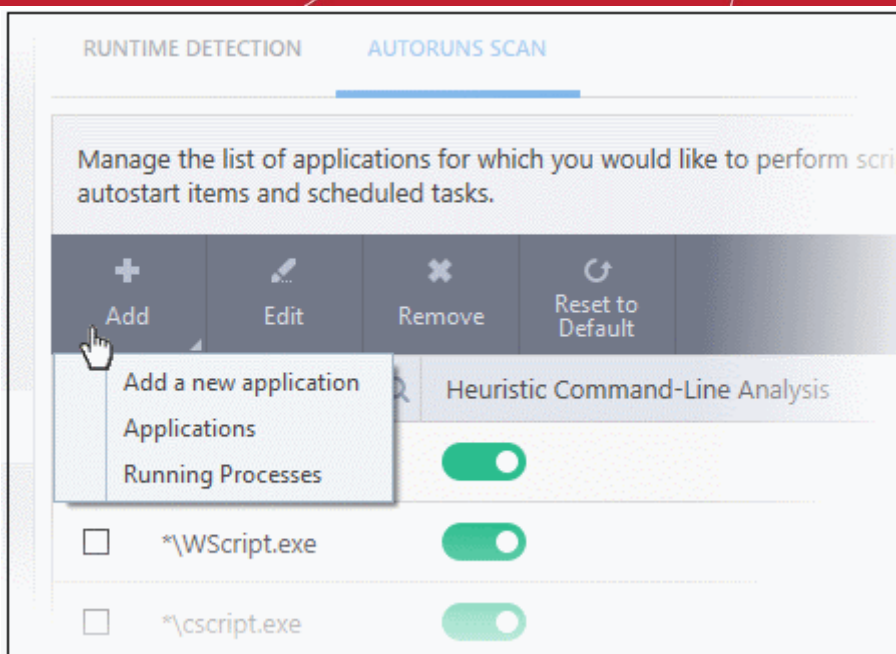 RUNTIME DETECTION AUTORUNS SCAN
Manage the list of applications for which you would like to perform scri
autostart items and scheduled tasks.
Add Edit Remove Reset to Default
Add a new application
Heuristic Command-Line Analysis
Applications
Running Processes
*\WScript.exe
*\cscript.exe